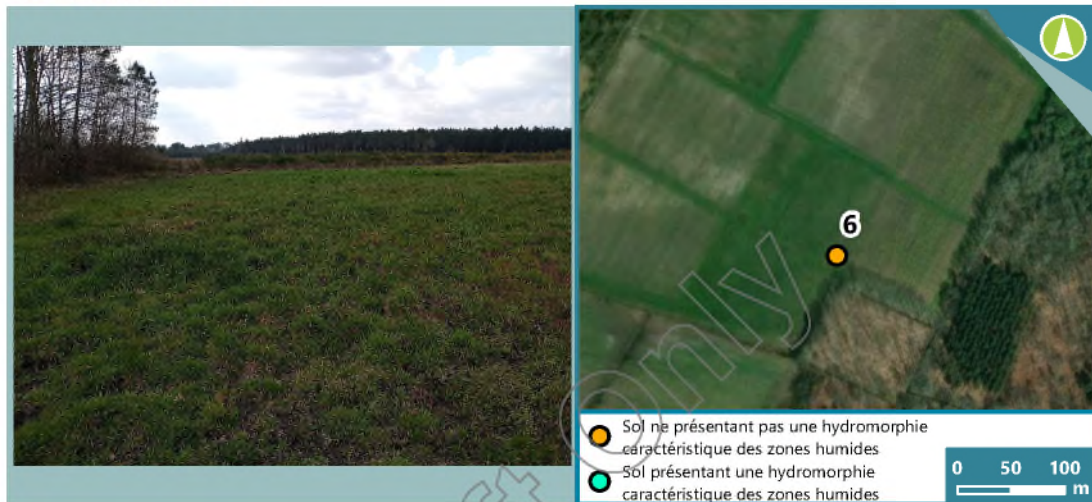 6
Sol ne présentant pas une hydromorphie
caractéristique des zones humides
Sol présentant une hydromorphie
caractéristique des zones humides
0 50 100
m
Only